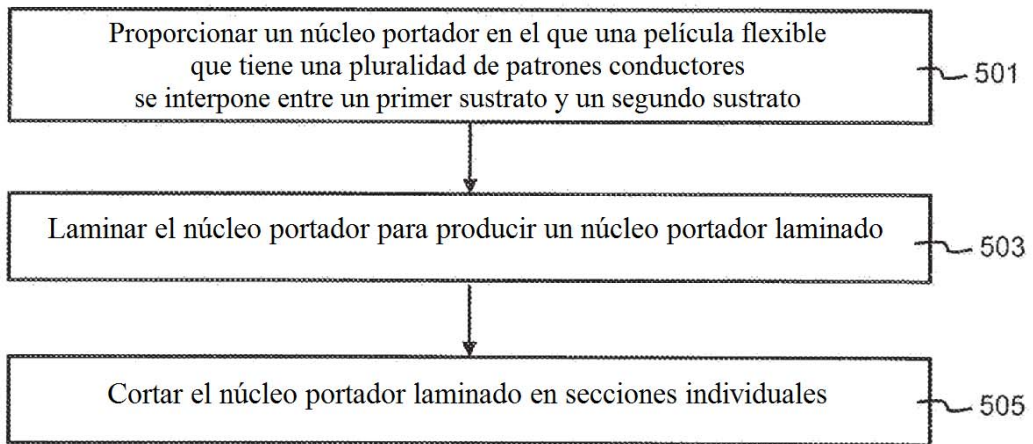 Proporcionar un núcleo portador en el que una película flexible
que tiene una pluralidad de patrones conductores
se interpone entre un primer sustrato y un segundo sustrato
501
Laminar el núcleo portador para producir un núcleo portador laminado
503
Cortar el núcleo portador laminado en secciones individuales
505